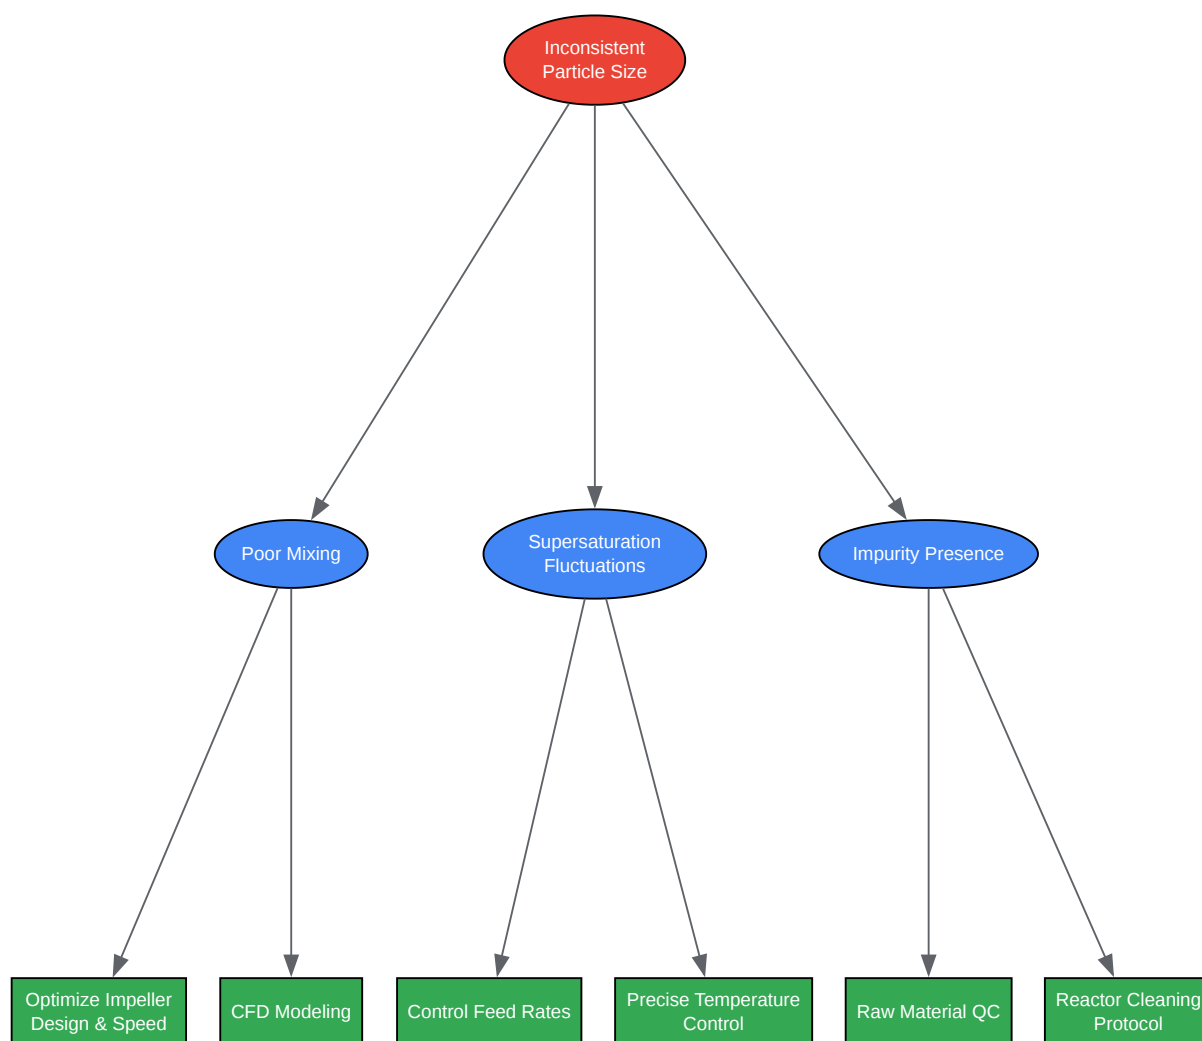 Inconsistent
Particle Size
Poor Mixing
Supersaturation
Fluctuations
Impurity Presence
Optimize Impeller
Design & Speed
CFD Modeling
Control Feed Rates
Precise Temperature
Control
Raw Material QC
Reactor Cleaning
Protocol